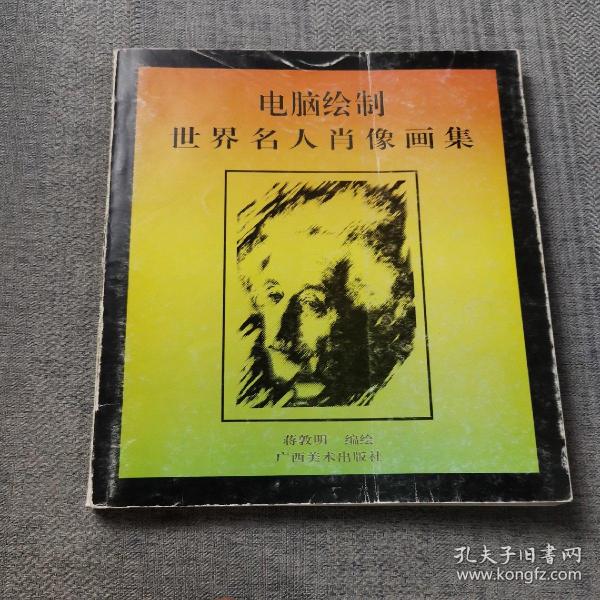 电脑绘制
世界名人肖像画集
蒋敦明 编绘
广西美术出版社
孔夫子旧书网
www.kongfz.com